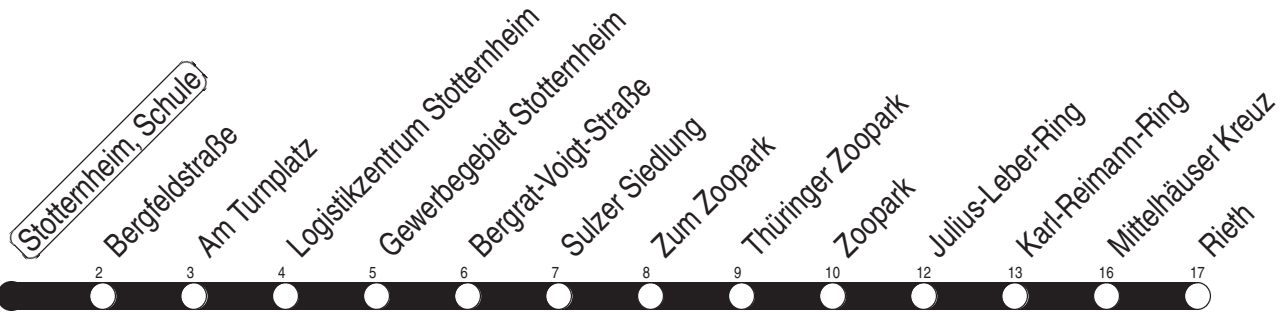 Stotternheim, Schule
Bergfeldstraße
Am Turnplatz
Logistikzentrum Stotternheim
Gewerbegebiet Stotternheim
Bergrat-Voigt-Straße
Sulzer Siedlung
Zum Zoopark
Thüringer Zoopark
Zoopark
Julius-Leber-Ring
Karl-Reimann-Ring
Mittelhäuser Kreuz
Rieth
2 3 4 5 6 7 8 9 10 12 13 16 17